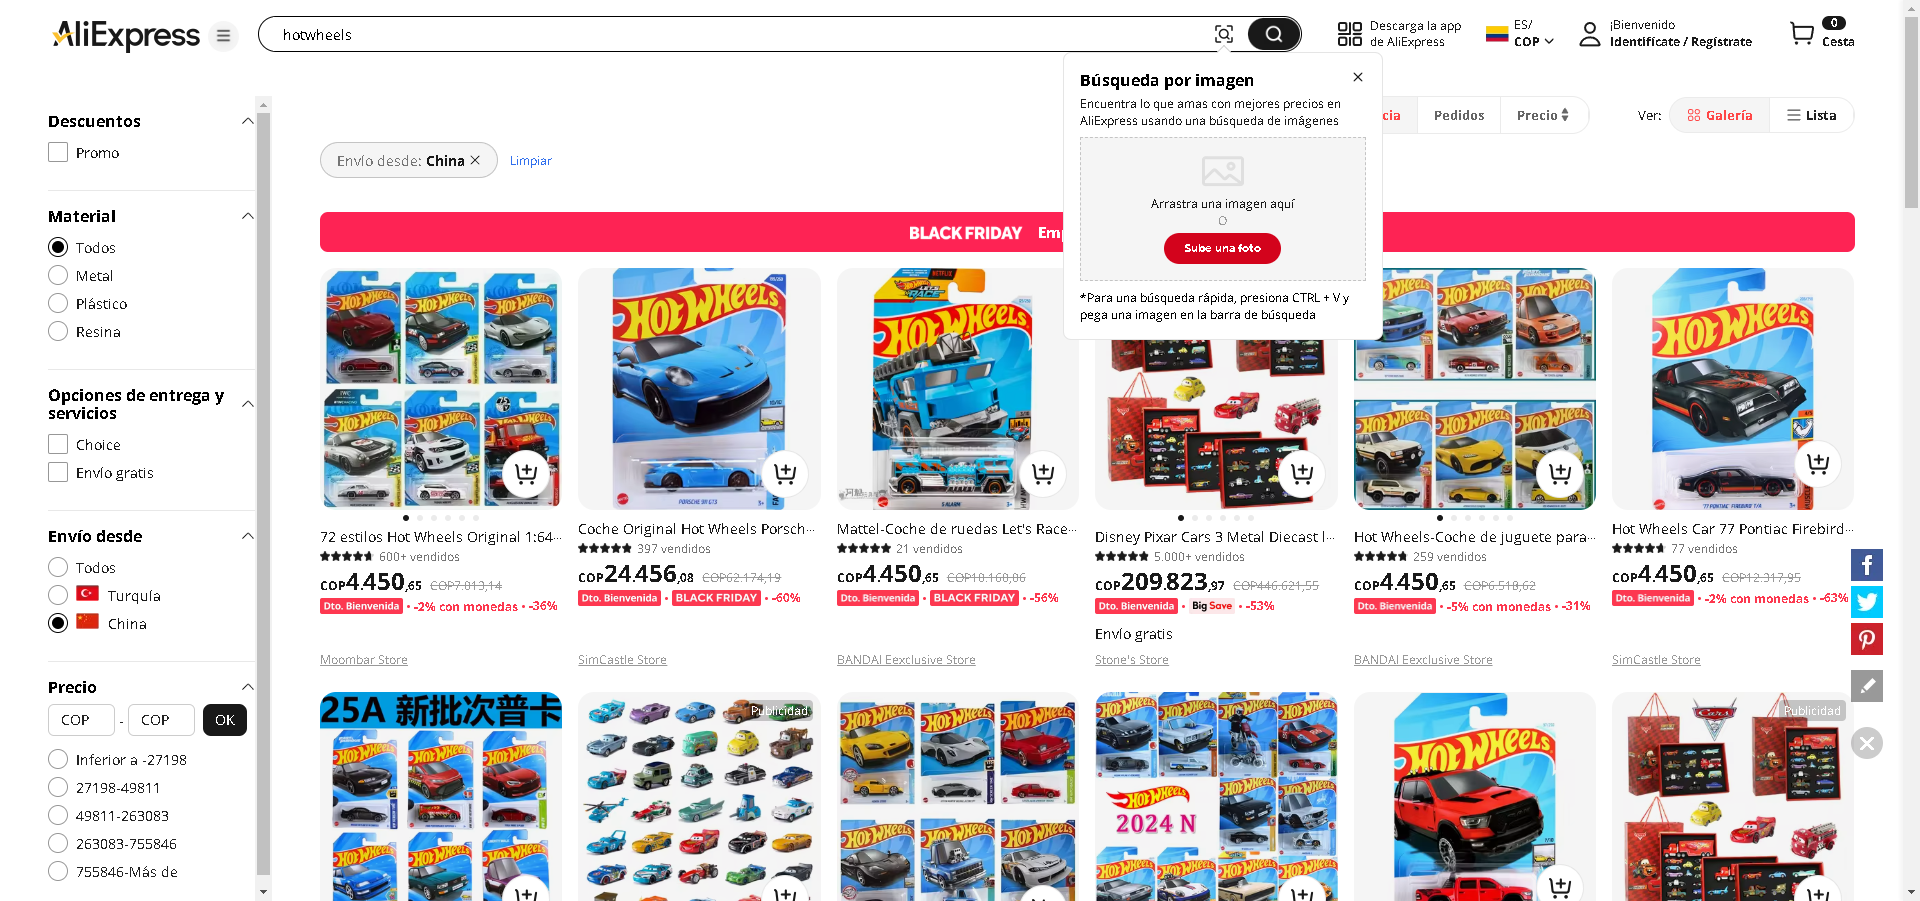 AliExpress
hotwheels
Descarga la app
de AliExpress
ES/
COP
¡Bienvenido
Identifícate / Regístrate
0
Cesta
Búsqueda por imagen
Encuentra lo que amas con mejores precios en
AliExpress usando una búsqueda de imágenes
Arrastra una imagen aquí
O
Sube una foto
*Para una búsqueda rápida, presiona CTRL + V y
pega una imagen en la barra de búsqueda
cia
Pedidos
Precio
Ver:
Galería
Lista
Descuentos
Promo
Material
Todos
Metal
Plástico
Resina
Opciones de entrega y
servicios
Choice
Envío gratis
Envío desde
Todos
Turquía
China
Precio
COP - COP OK
Inferior a -27198
27198-49811
49811-263083
263083-755846
755846-Más de
Envío desde: China
Limpiar
BLACK FRIDAY Emp
72 estilos Hot Wheels Original 1:64···
600+ vendidos
COP4.450,65 COP7.013,14
Dto. Bienvenida · -2% con monedas · -36%
Moombar Store
Coche Original Hot Wheels Porsch···
397 vendidos
COP24.456,08 COP62.174,19
Dto. Bienvenida · BLACK FRIDAY · -60%
SimCastle Store
Mattel-Coche de ruedas Let's Race···
21 vendidos
COP4.450,65 COP10.160,06
Dto. Bienvenida · BLACK FRIDAY · -56%
BANDAI Eexclusive Store
Disney Pixar Cars 3 Metal Diecast l···
5.000+ vendidos
COP209.823,97 COP446.621,55
Dto. Bienvenida · Big Save · -53%
Envío gratis
Stone's Store
Hot Wheels-Coche de juguete para···
259 vendidos
COP4.450,65 COP6.518,62
Dto. Bienvenida · -5% con monedas · -31%
BANDAI Eexclusive Store
Hot Wheels Car 77 Pontiac Firebird···
77 vendidos
COP4.450,65 COP12.317,95
Dto. Bienvenida · -2% con monedas · -63%
SimCastle Store
25A 新批次普卡
Publicidad
HOT WHEELS
2024 N
HOT WHEELS
Cars
Publicidad